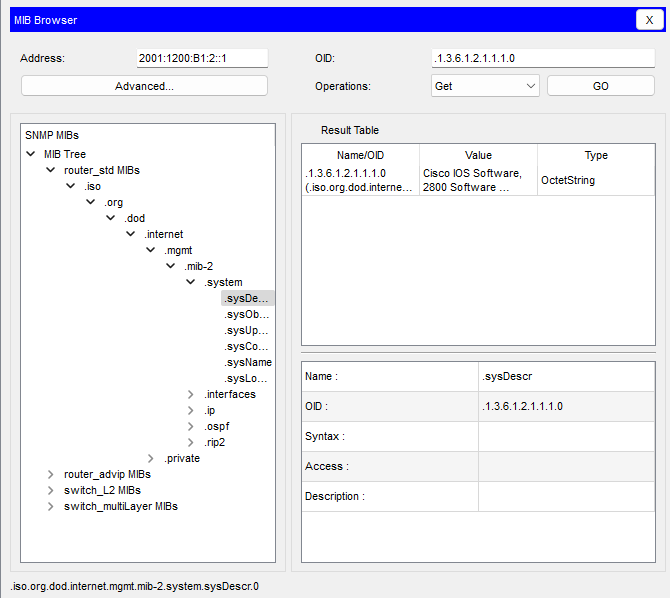 MIB Browser
X
Address: 2001:1200:B1:2::1 OID: .1.3.6.1.2.1.1.1.0
Advanced... Operations: Get GO
SNMP MIBs
MIB Tree
router_std MIBs
.iso
.org
.dod
.internet
.mgmt
.mib-2
.system
.sysDe...
.sysOb...
.sysUp...
.sysCo...
.sysName
.sysLo...
.interfaces
.ip
.ospf
.rip2
.private
router_advip MIBs
switch_L2 MIBs
switch_multiLayer MIBs
Result Table
Name/OID Value Type
.1.3.6.1.2.1.1.1.0 Cisco IOS Software,
(.iso.org.dod.interne... 2800 Software ... OctetString
Name : .sysDescr
OID : .1.3.6.1.2.1.1.1.0
Syntax :
Access :
Description :
.iso.org.dod.internet.mgmt.mib-2.system.sysDescr.0